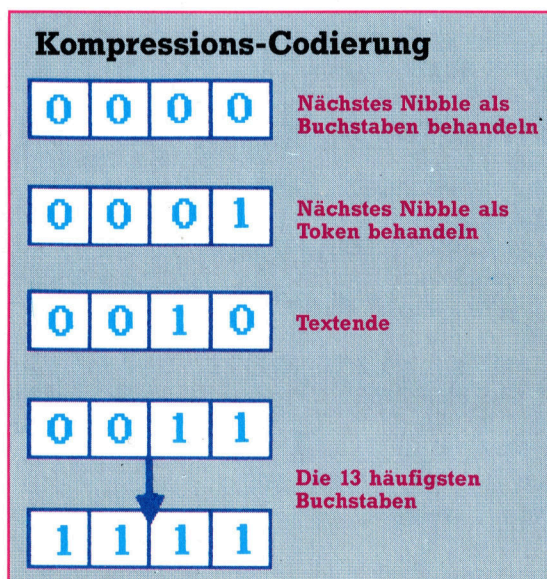 Kompressions-Codierung
0 0 0 0
Nächstes Nibble als
Buchstaben behandeln
0 0 0 1
Nächstes Nibble als
Token behandeln
0 0 1 0
Textende
0 0 1 1
Die 13 häufigsten
Buchstaben
1 1 1 1